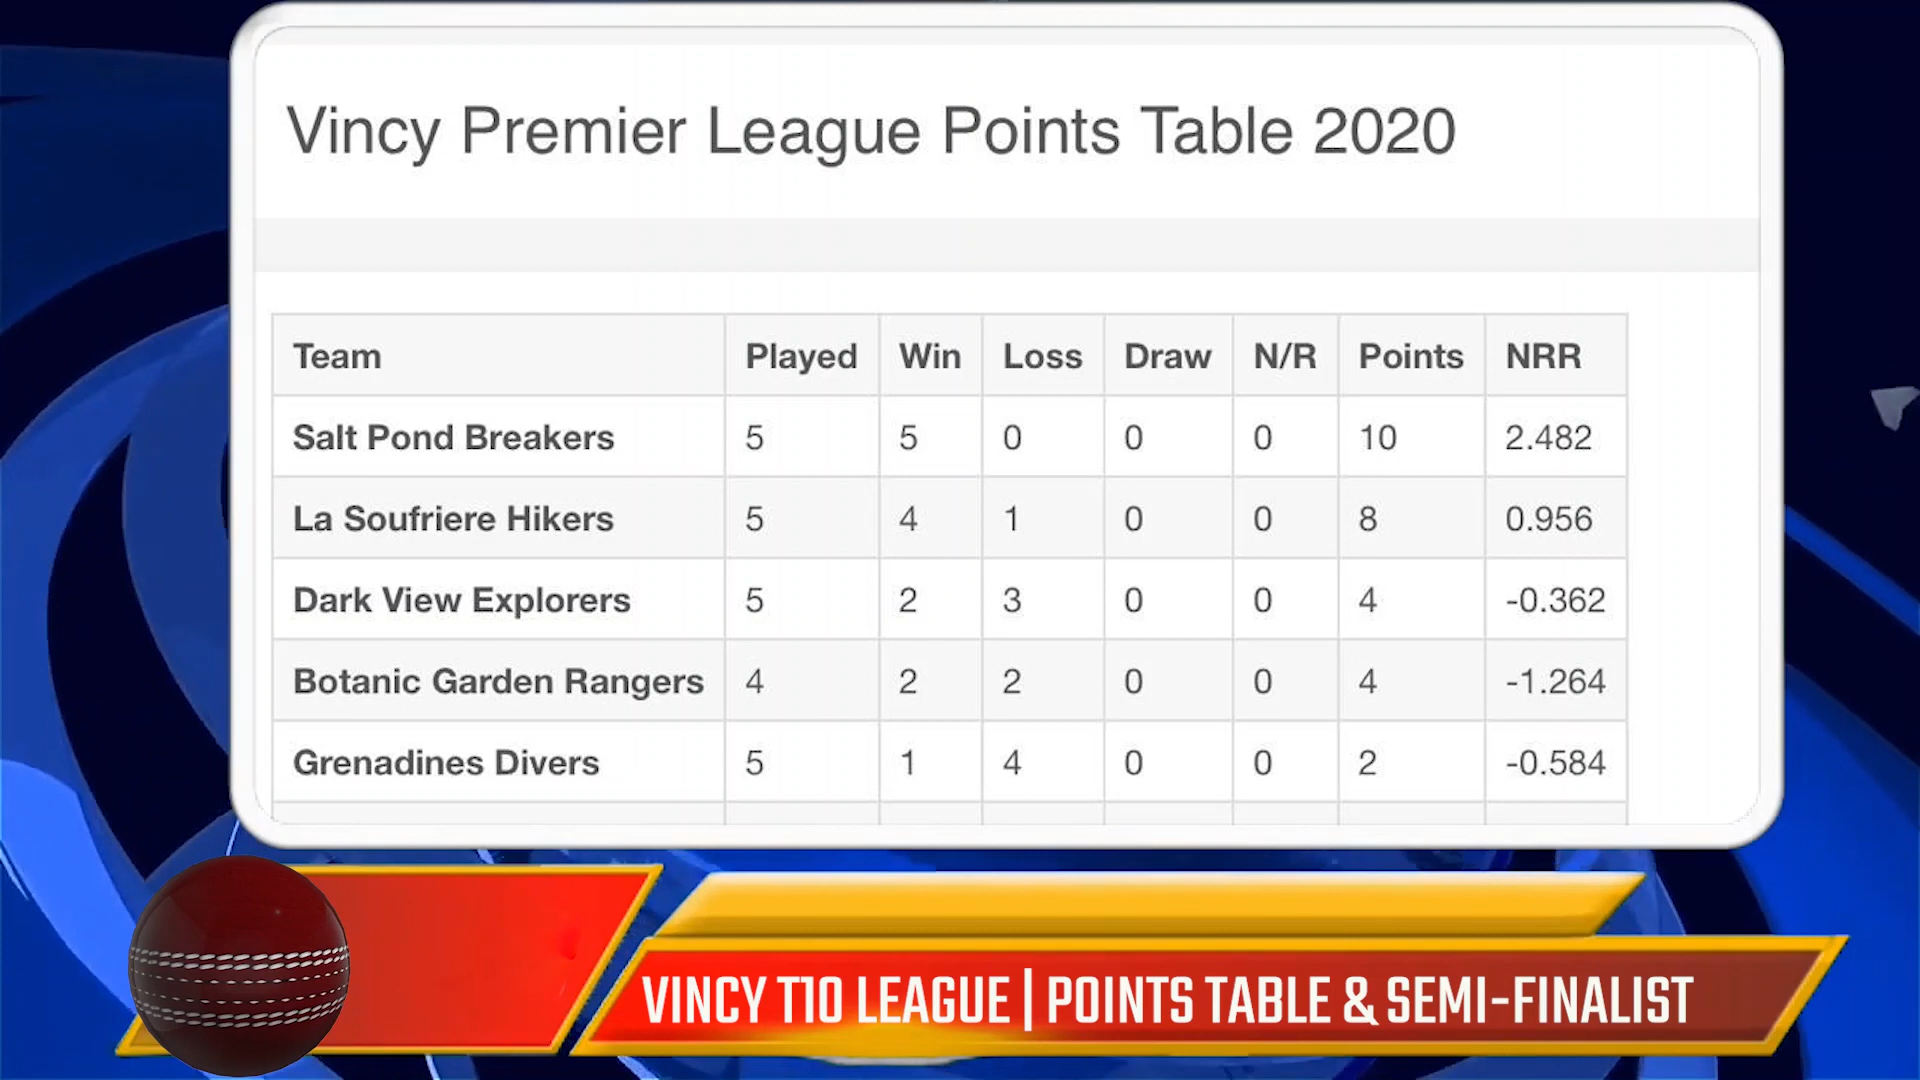 Vincy Premier League Points Table 2020
Team Played Win Loss Draw N/R Points NRR
Salt Pond Breakers 5 5 0 0 0 10 2.482
La Soufriere Hikers 5 4 1 0 0 8 0.956
Dark View Explorers 5 2 3 0 0 4 -0.362
Botanic Garden Rangers 4 2 2 0 0 4 -1.264
Grenadines Divers 5 1 4 0 0 2 -0.584
VINCY T10 LEAGUE | POINTS TABLE & SEMI-FINALIST